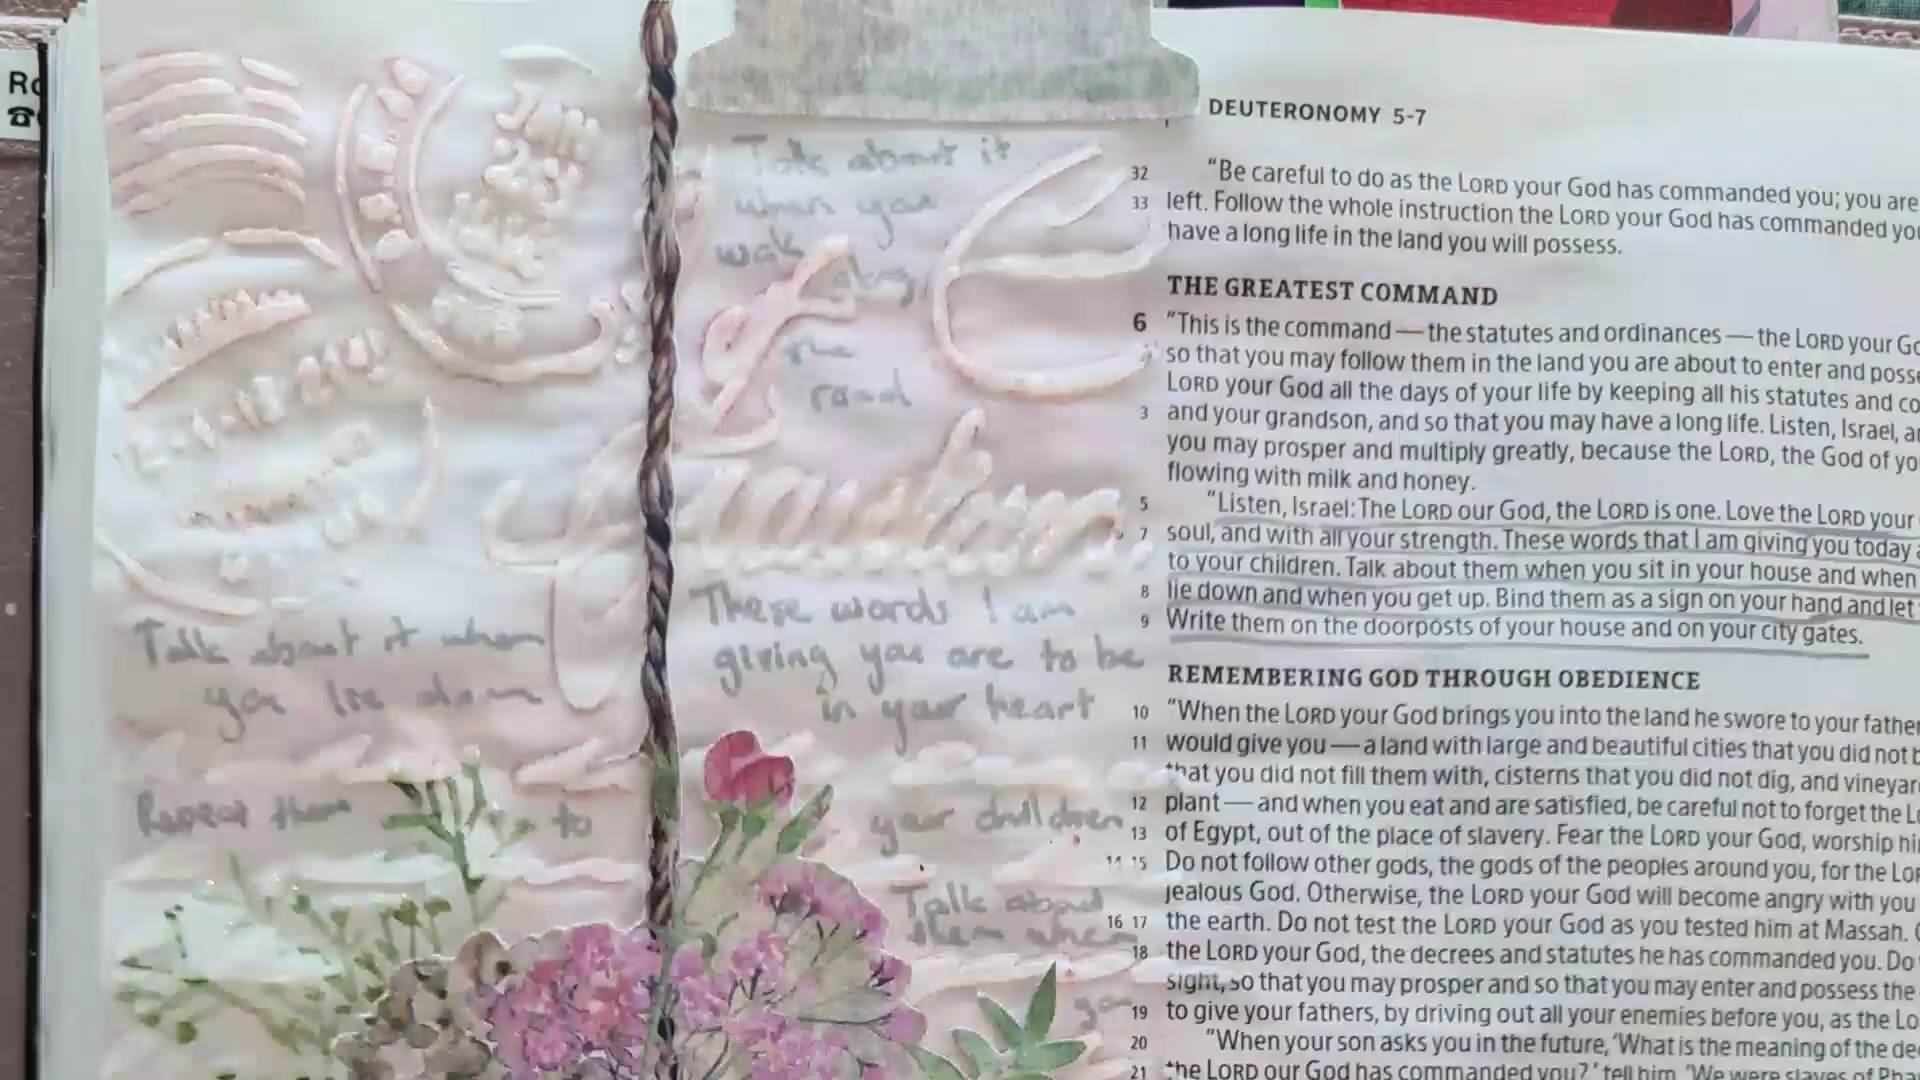 Ro
Talk about it
when you
walk
along
the
road
These words I am
giving you are to be
in your heart
Talk about it when
you lie down
Repeat them to your children
Talk about
them when
you
DEUTERONOMY 5-7
32 “Be careful to do as the LORD your God has commanded you; you are
33 left. Follow the whole instruction the LORD your God has commanded you
have a long life in the land you will possess.
THE GREATEST COMMAND
6 “This is the command — the statutes and ordinances — the LORD your Go
so that you may follow them in the land you are about to enter and posse
LORD your God all the days of your life by keeping all his statutes and co
3 and your grandson, and so that you may have a long life. Listen, Israel, a
you may prosper and multiply greatly, because the LORD, the God of yo
flowing with milk and honey.
5 “Listen, Israel: The LORD our God, the LORD is one. Love the LORD your
7 soul, and with all your strength. These words that I am giving you today a
to your children. Talk about them when you sit in your house and when
8 lie down and when you get up. Bind them as a sign on your hand and let
9 Write them on the doorposts of your house and on your city gates.
REMEMBERING GOD THROUGH OBEDIENCE
10 “When the LORD your God brings you into the land he swore to your father
11 would give you — a land with large and beautiful cities that you did not b
that you did not fill them with, cisterns that you did not dig, and vineyar
12 plant — and when you eat and are satisfied, be careful not to forget the L
13 of Egypt, out of the place of slavery. Fear the LORD your God, worship hi
14 15 Do not follow other gods, the gods of the peoples around you, for the Lo
jealous God. Otherwise, the LORD your God will become angry with you
16 17 the earth. Do not test the LORD your God as you tested him at Massah.
18 the LORD your God, the decrees and statutes he has commanded you. Do
sight, so that you may prosper and so that you may enter and possess the
19 to give your fathers, by driving out all your enemies before you, as the Lo
20 “When your son asks you in the future, ‘What is the meaning of the de
21 the LORD our God has commanded you?’ tell him, ‘We were slaves of Pha